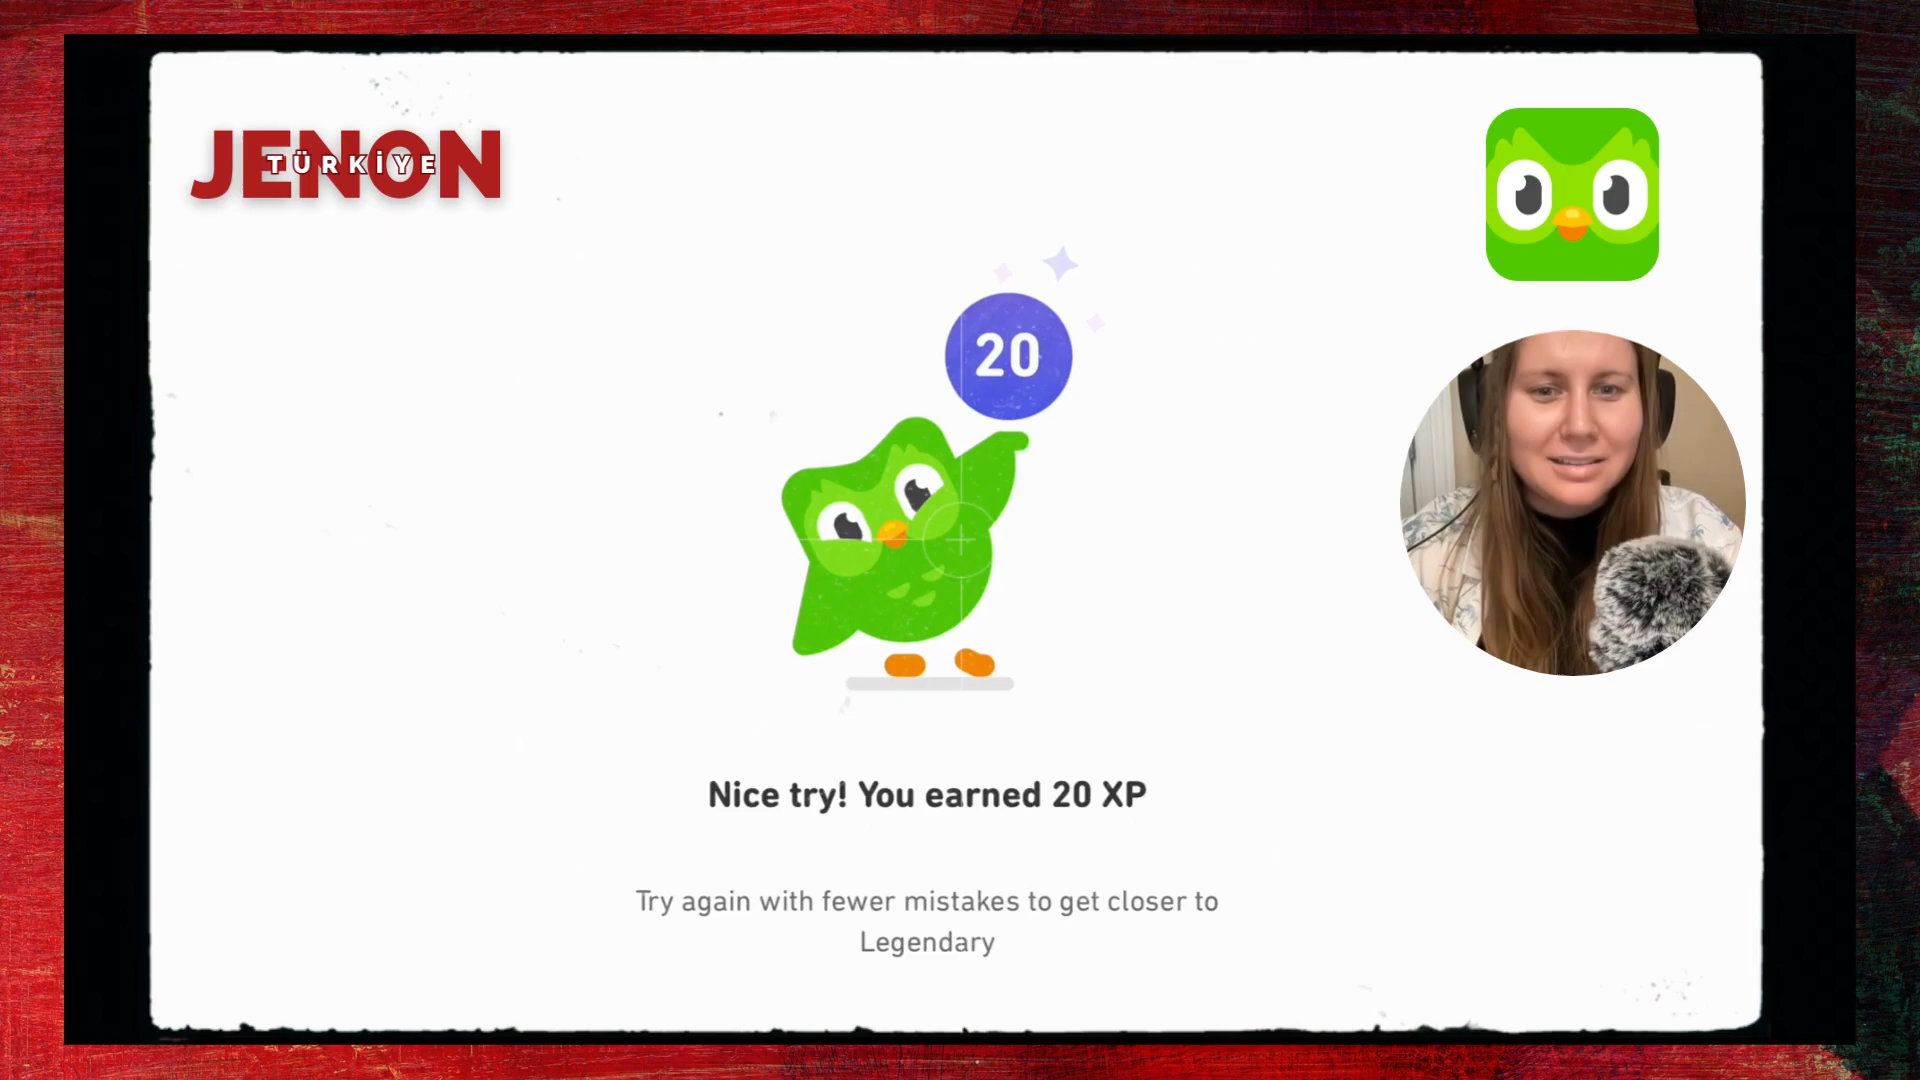 JENON
TÜRKİYE
20
Nice try! You earned 20 XP
Try again with fewer mistakes to get closer to
Legendary